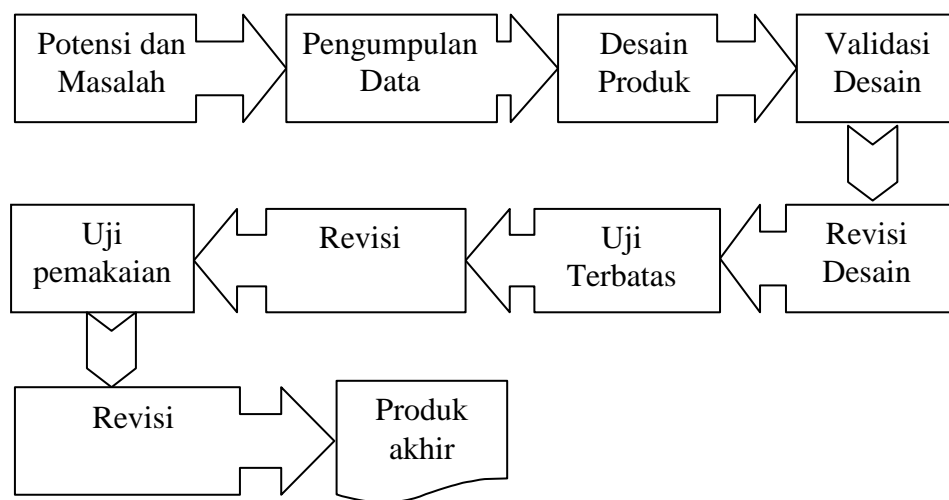 Potensi dan
Masalah
Pengumpulan
Data
Desain
Produk
Validasi
Desain
Revisi
Desain
Uji
Terbatas
Revisi
Uji
pemakaian
Revisi
Produk
akhir